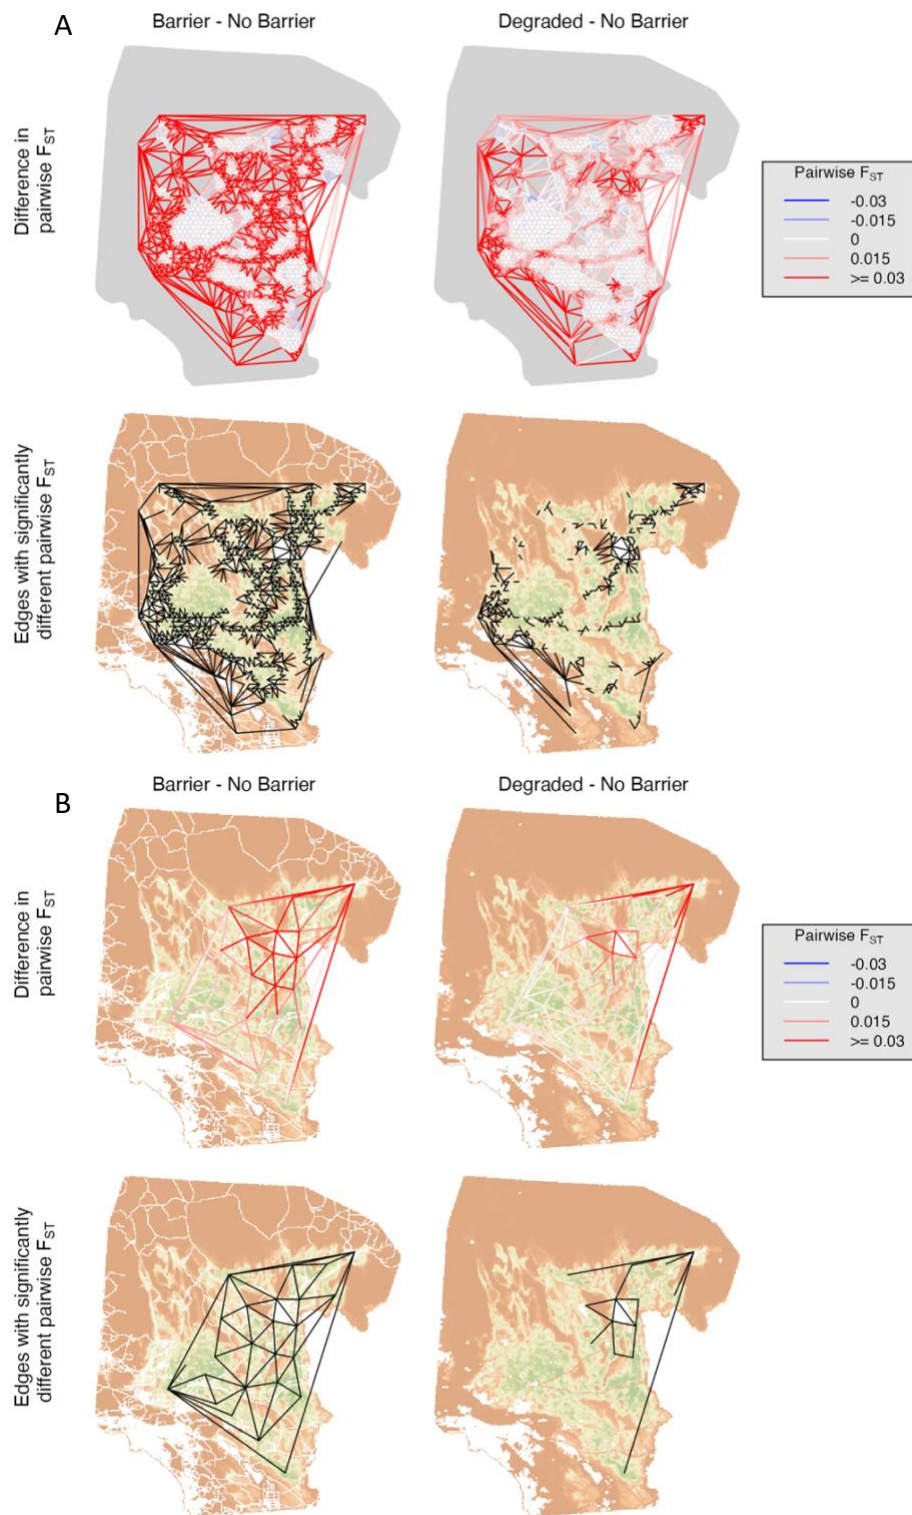 A
Barrier - No Barrier
Degraded - No Barrier
Difference in
pairwise FST
Pairwise FST
-0.03
-0.015
0
0.015
>= 0.03
Edges with significantly
different pairwise FST
B
Barrier - No Barrier
Degraded - No Barrier
Difference in
pairwise FST
Pairwise FST
-0.03
-0.015
0
0.015
>= 0.03
Edges with significantly
different pairwise FST